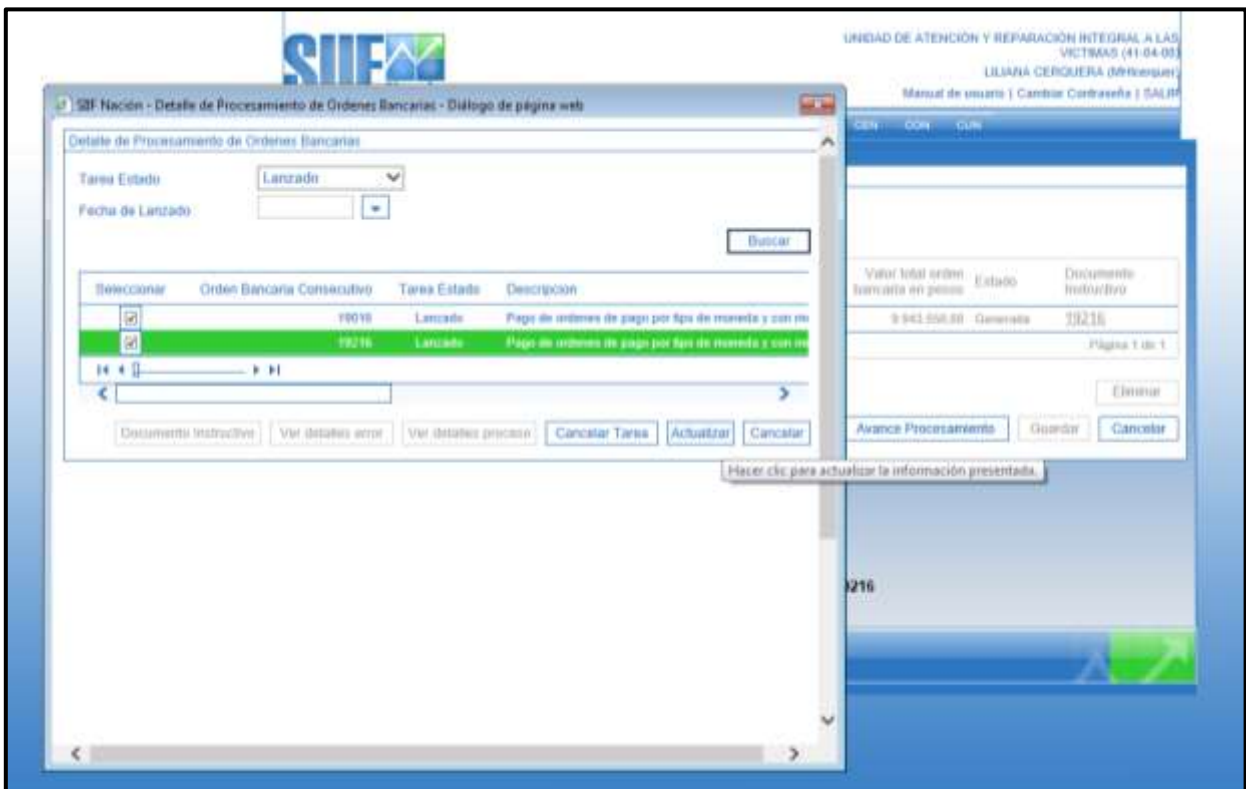 SIIF
UNIDAD DE ATENCIÓN Y REPARACIÓN INTEGRAL A LAS
VICTIMAS (41-04-00)
LILIANA CERQUERA
Manual de usuario | Cambiar Contraseña | SALIR
CEN CON CUN
SIIF Nación - Detalle de Procesamiento de Ordenes Bancarias - Diálogo de página web
Detalle de Procesamiento de Ordenes Bancarias
Tarea Estado Lanzado
Fecha de Lanzado
Buscar
Seleccionar Orden Bancaria Consecutivo Tarea Estado Descripcion
Lanzado Pago de ordenes de pago por tipo de moneda y con me
19216 Lanzado Pago de ordenes de pago por tipo de moneda y con me
Documento Instructivo Ver detalles error Ver detalles proceso Cancelar Tarea Actualizar Cancelar
Hacer clic para actualizar la información presentada.
Valor total orden bancaria en pesos Estado Documento Instructivo
Generada 19216
Página 1 de 1
Eliminar
Avance Procesamiento Guardar Cancelar
9216